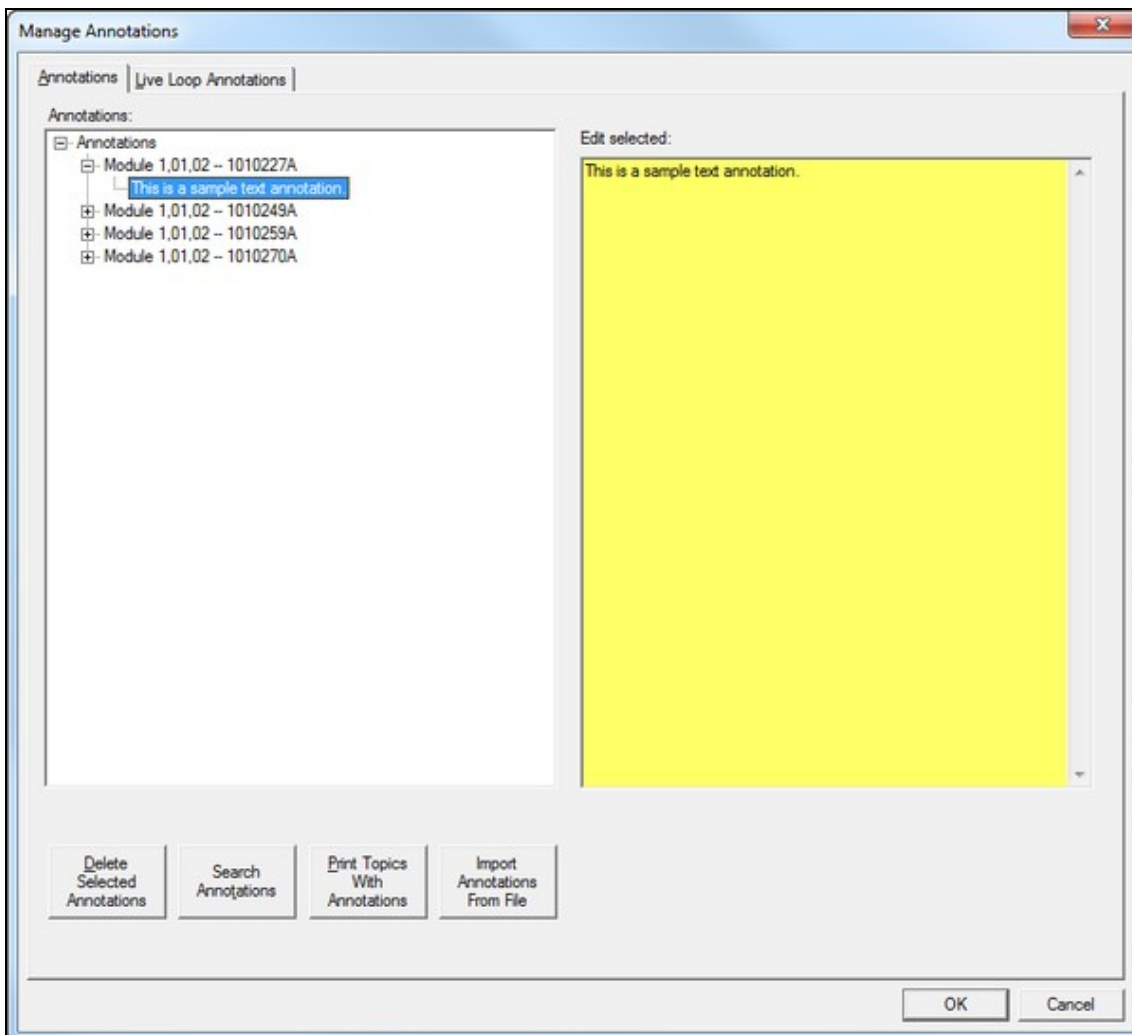 Manage Annotations
Annotations
Live Loop Annotations
Annotations:
Annotations
Module 1,01,02 -- 1010227A
This is a sample text annotation.
Module 1,01,02 -- 1010249A
Module 1,01,02 -- 1010259A
Module 1,01,02 -- 1010270A
Edit selected:
This is a sample text annotation.
Delete
Selected
Annotations
Search
Annotations
Print Topics
With
Annotations
Import
Annotations
From File
OK
Cancel